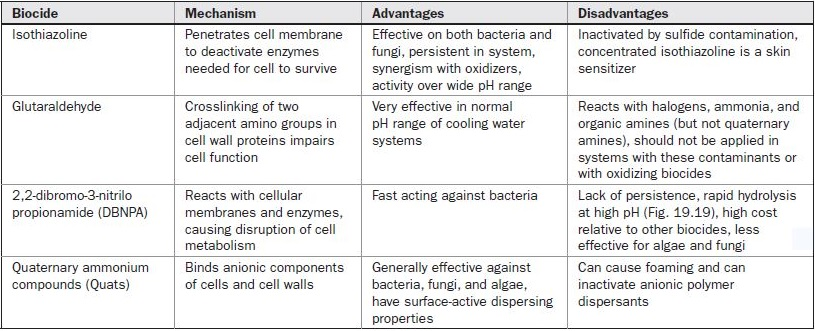 Biocide Mechanism Advantages Disadvantages
Isothiazoline
Penetrates cell membrane
to deactivate enzymes
needed for cell to survive
Effective on both bacteria and
fungi, persistent in system,
synergism with oxidizers,
activity over wide pH range
Inactivated by sulfide contamination,
concentrated isothiazoline is a skin
sensitizer
Glutaraldehyde
Crosslinking of two
adjacent amino groups in
cell wall proteins impairs
cell function
Very effective in normal
pH range of cooling water
systems
Reacts with halogens, ammonia, and
organic amines (but not quaternary
amines), should not be applied in
systems with these contaminants or
with oxidizing biocides
2,2-dibromo-3-nitrilo
propionamide (DBNPA)
Reacts with cellular
membranes and enzymes,
causing disruption of cell
metabolism
Fast acting against bacteria
Lack of persistence, rapid hydrolysis
at high pH (Fig. 19.19), high cost
relative to other biocides, less
effective for algae and fungi
Quaternary ammonium
compounds (Quats)
Binds anionic components
of cells and cell walls
Generally effective against
bacteria, fungi, and algae,
have surface-active dispersing
properties
Can cause foaming and can
inactivate anionic polymer
dispersants